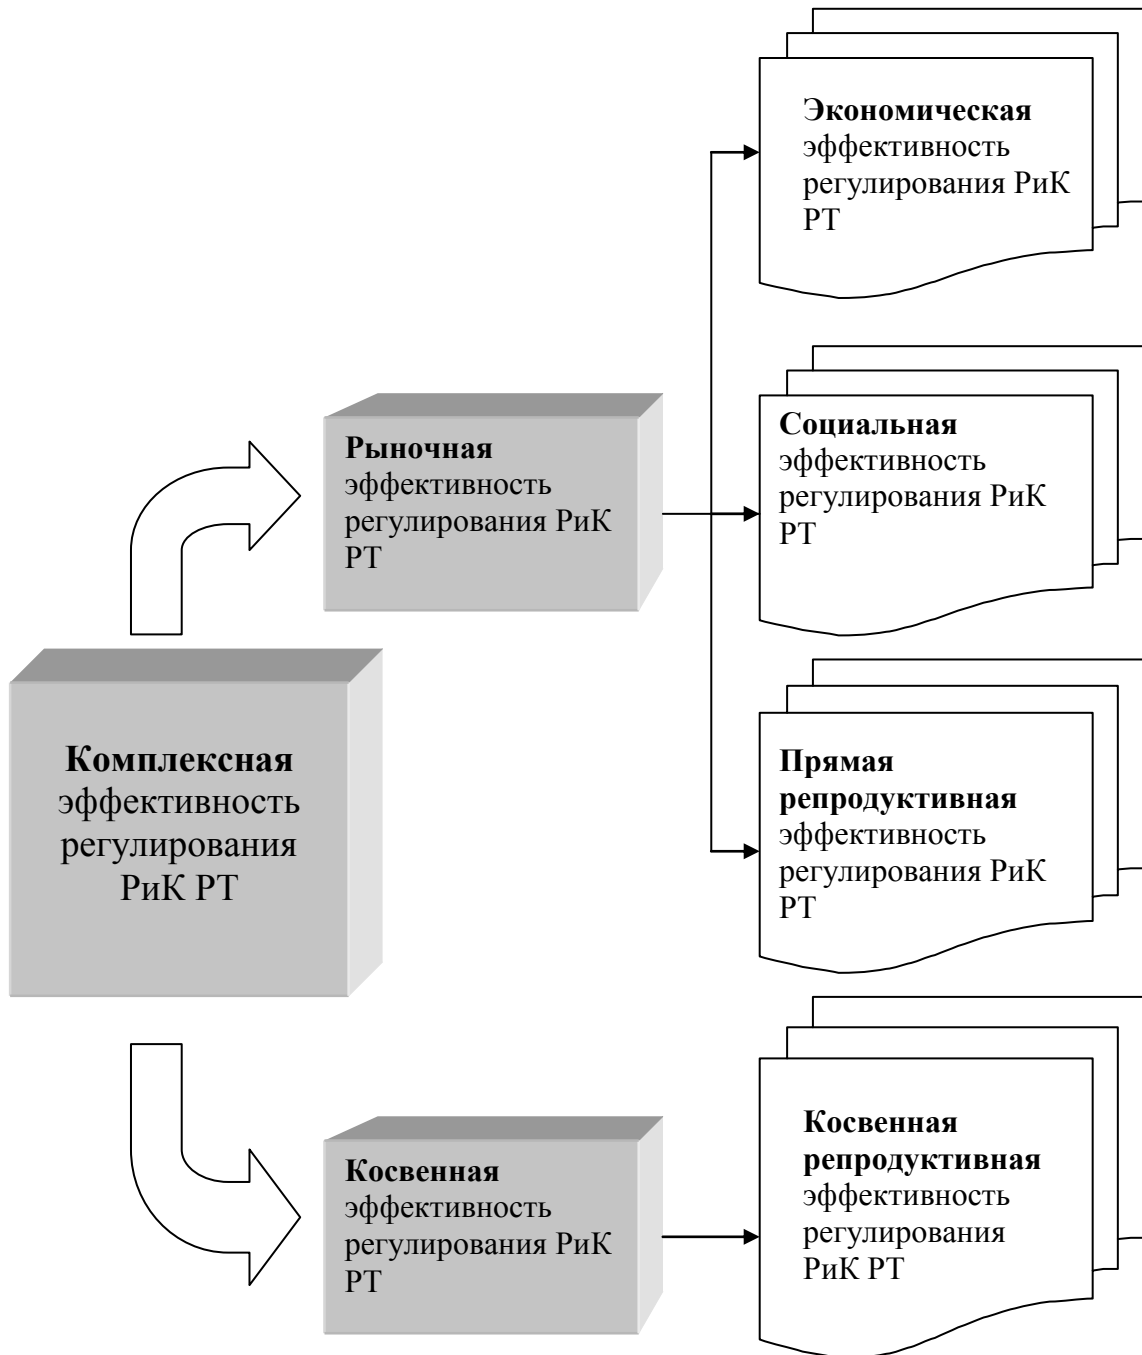 Экономическая
эффективность
регулирования РиК
РТ
Социальная
эффективность
регулирования РиК
РТ
Рыночная
эффективность
регулирования РиК
РТ
Комплексная
эффективность
регулирования
РиК РТ
Прямая
репродуктивная
эффективность
регулирования РиК
РТ
Косвенная
репродуктивная
эффективность
регулирования
РиК РТ
Косвенная
эффективность
регулирования РиК
РТ